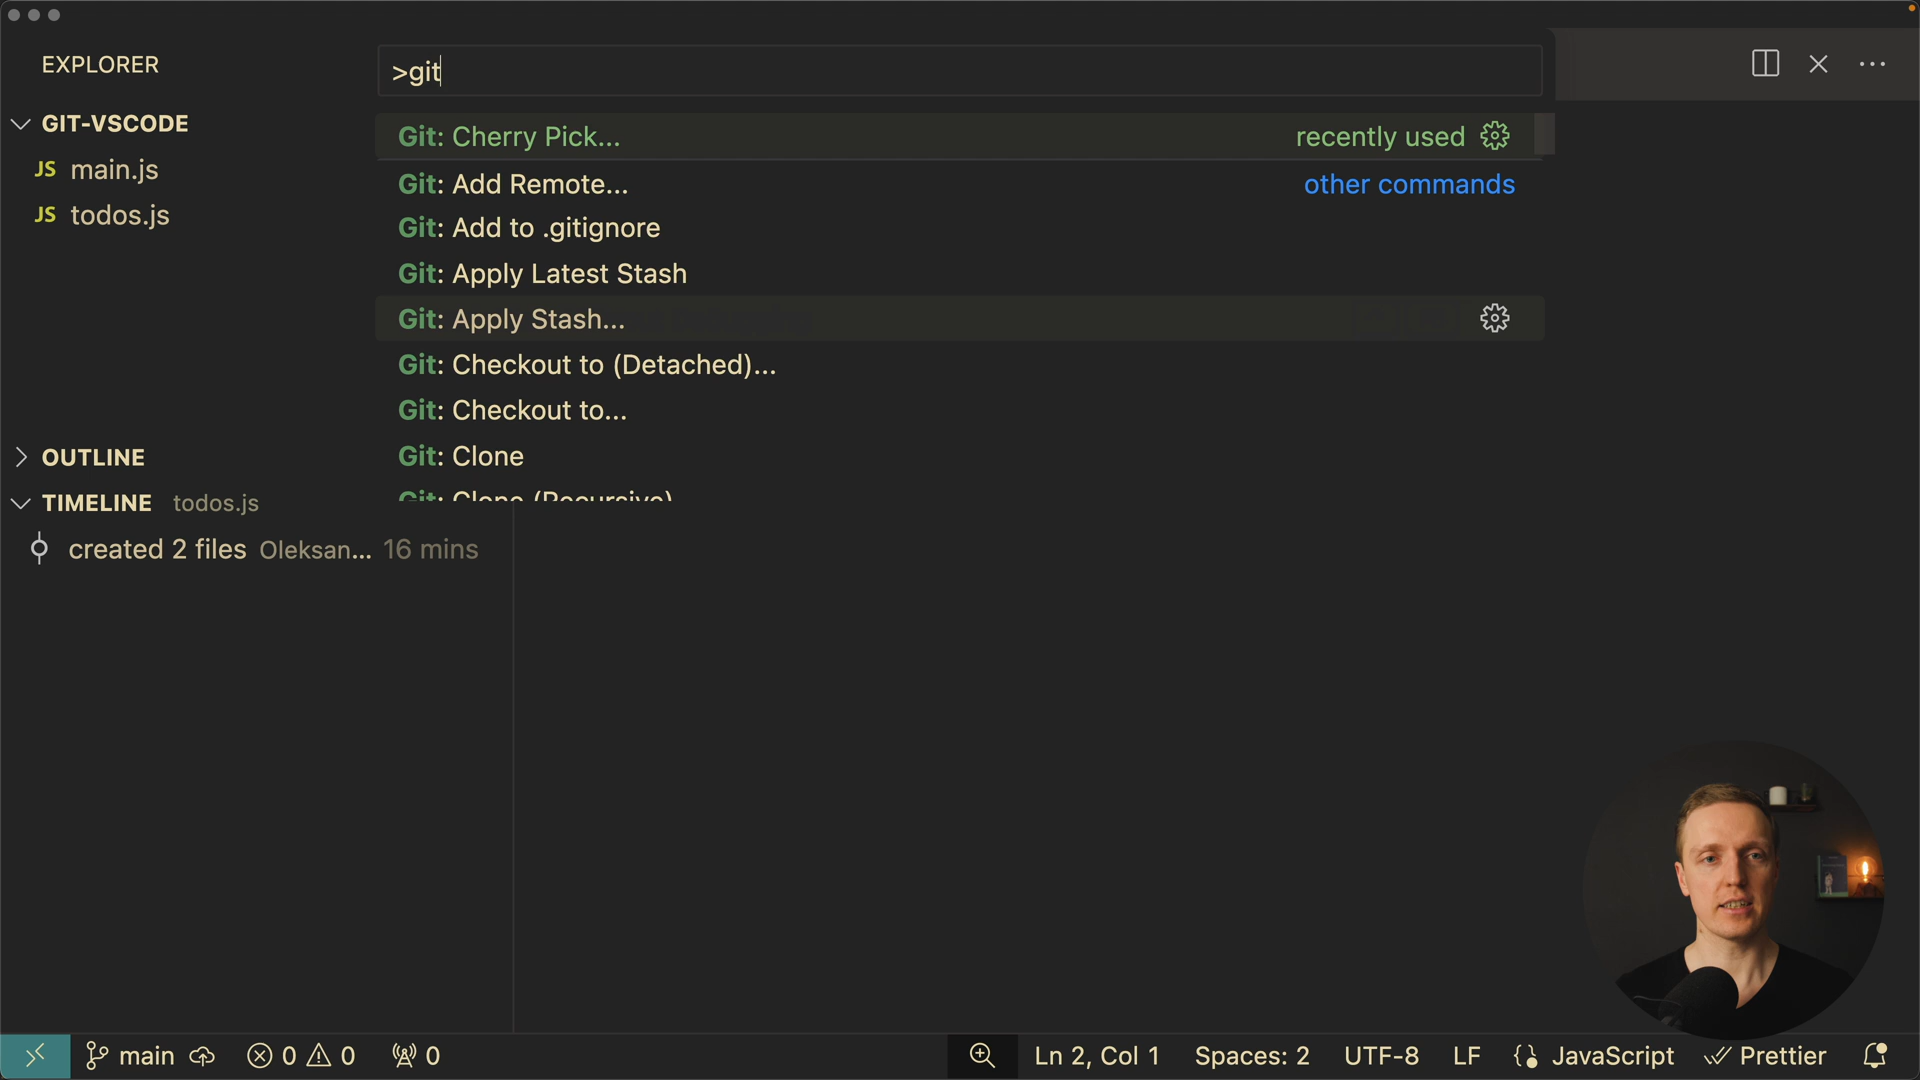 EXPLORER
>git
GIT-VSCODE
JS main.js
JS todos.js
Git: Cherry Pick...
recently used
Git: Add Remote...
other commands
Git: Add to .gitignore
Git: Apply Latest Stash
Git: Apply Stash...
Git: Checkout to (Detached)...
Git: Checkout to...
Git: Clone
Git: Clone (Recursive)
OUTLINE
TIMELINE todos.js
created 2 files Oleksan... 16 mins
main 0 0 0
Ln 2, Col 1 Spaces: 2 UTF-8 LF JavaScript Prettier